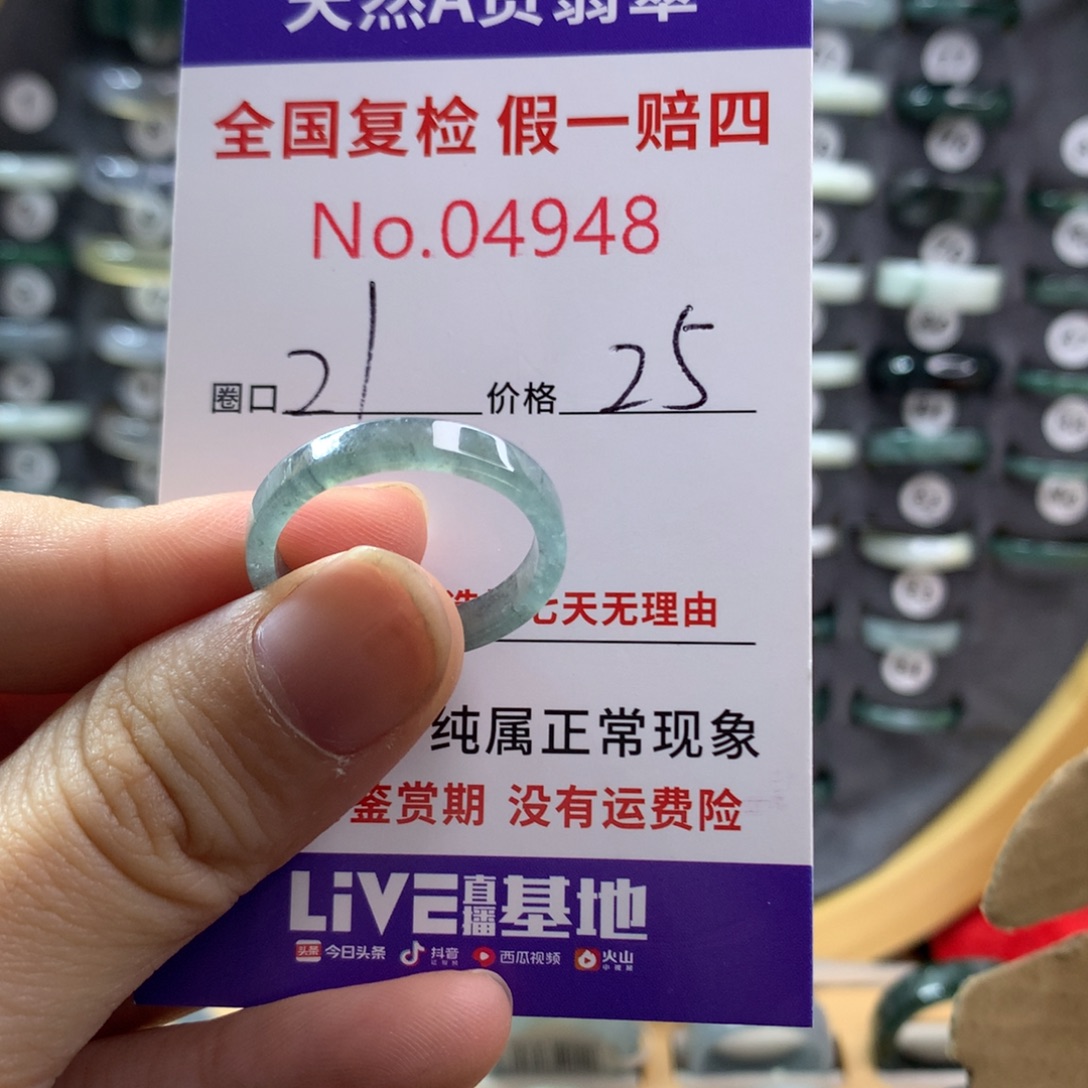 天然A货翡翠
全国复检 假一赔四
No.04948
圈口21 价格25
七天无理由
纯属正常现象
鉴赏期 没有运费险
LiVE直播基地
今日头条 抖音 西瓜视频 火山